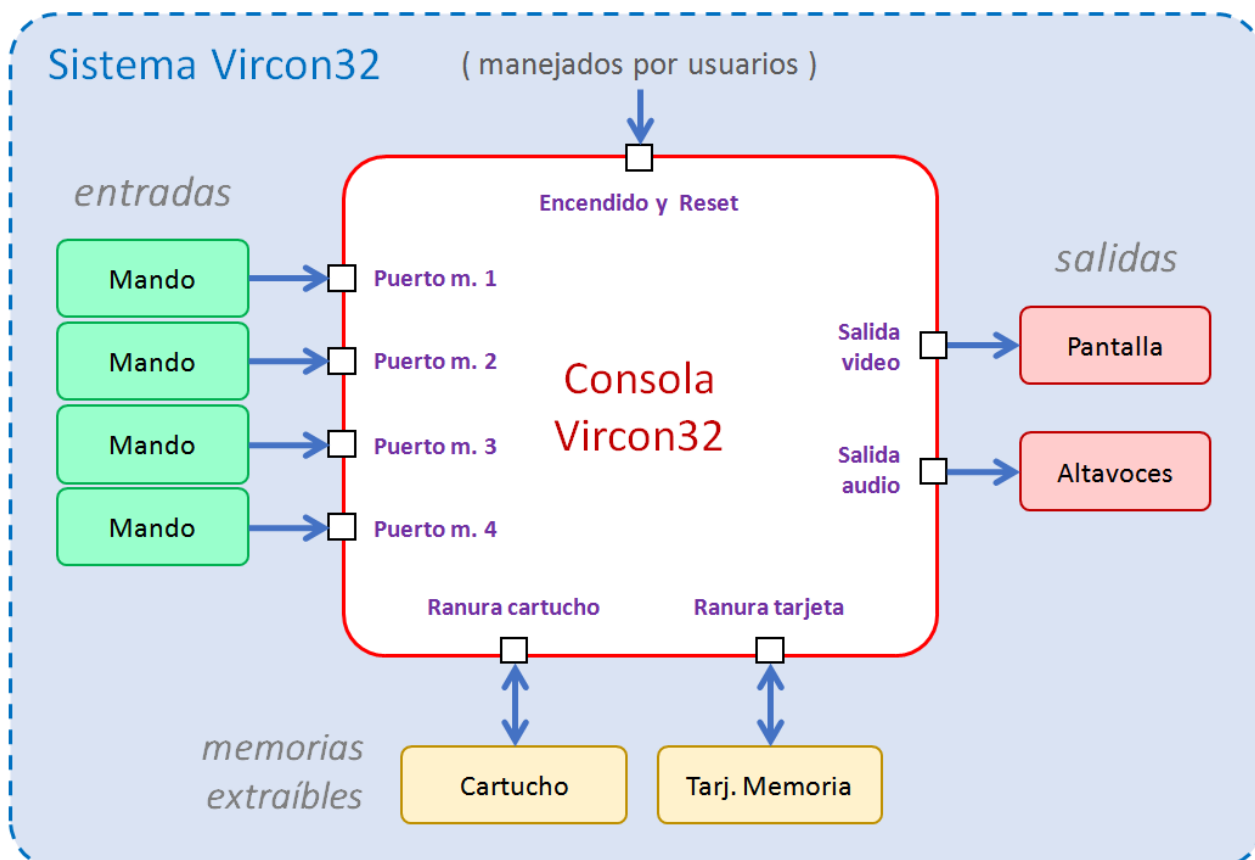 Sistema Vircon32
( manejados por usuarios )
Encendido y Reset
entradas
Mando
Mando
Mando
Mando
Puerto m. 1
Puerto m. 2
Puerto m. 3
Puerto m. 4
Consola
Vircon32
Salida
video
Salida
audio
salidas
Pantalla
Altavoces
Ranura cartucho
Ranura tarjeta
memorias
extraíbles
Cartucho
Tarj. Memoria